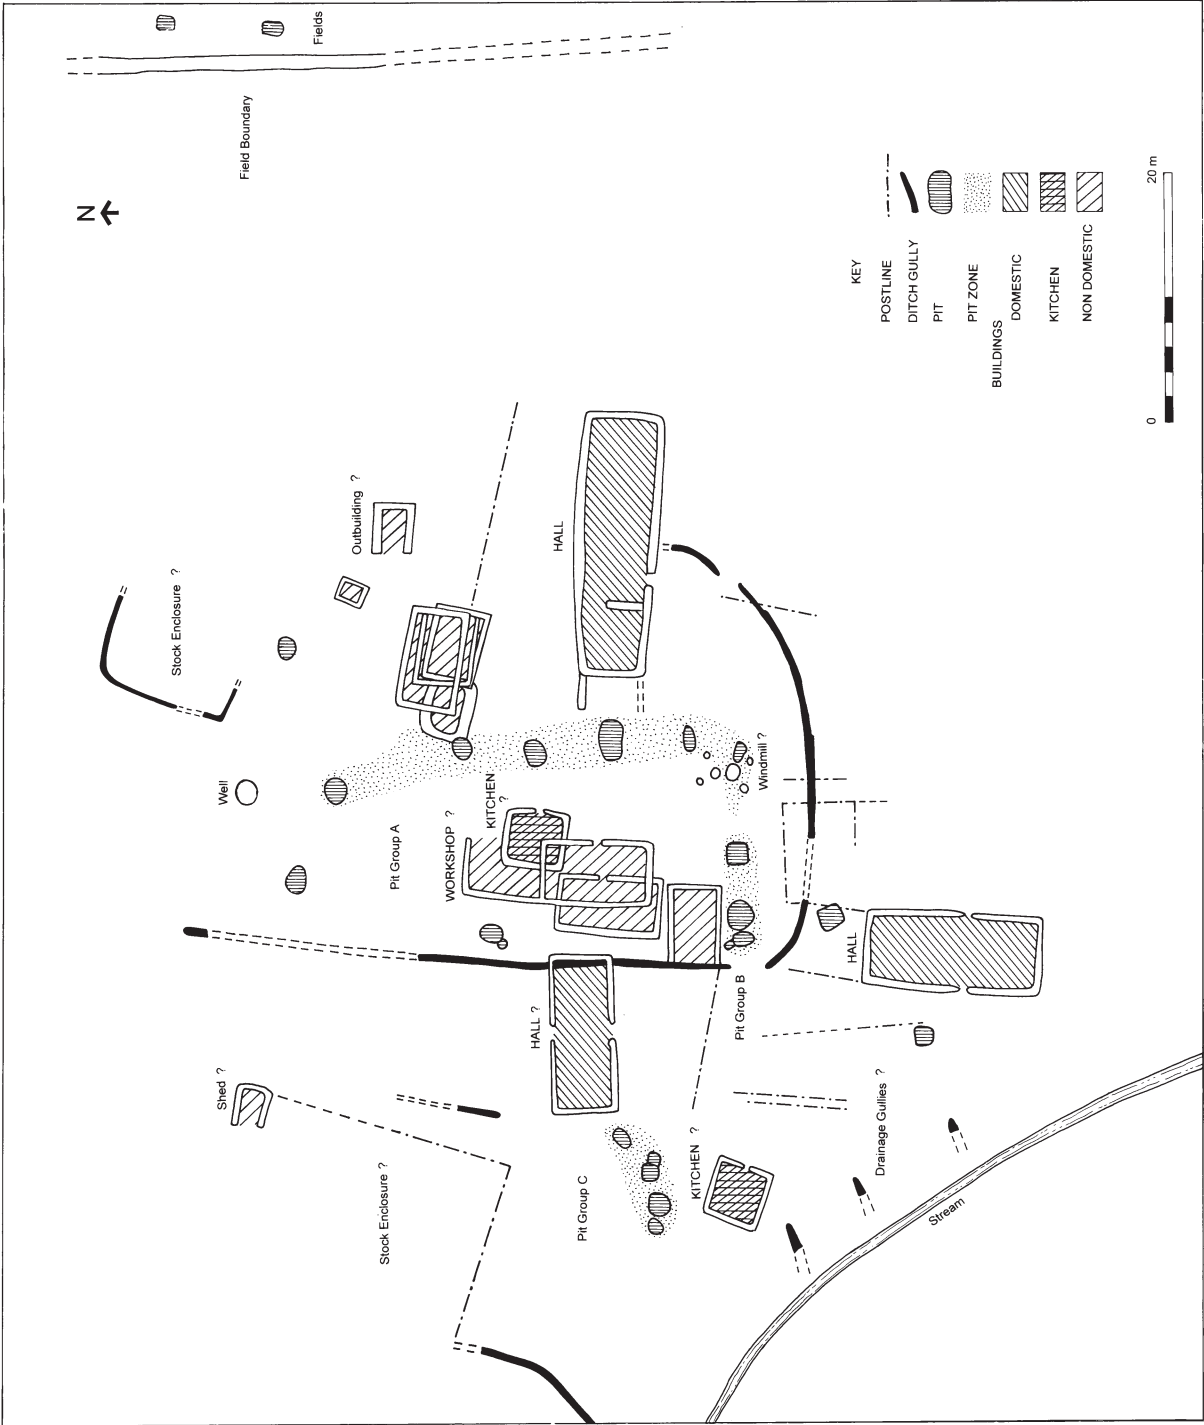 Fields
Field Boundary
N
Stock Enclosure ?
Outbuilding ?
HALL
Well
Pit Group A
WORKSHOP ?
KITCHEN
?
Windmill ?
HALL ?
Pit Group B
HALL
Shed ?
Stock Enclosure ?
Pit Group C
KITCHEN ?
Drainage Gullies ?
Stream
KEY
POSTLINE
DITCH GULLY
PIT
PIT ZONE
BUILDINGS
DOMESTIC
KITCHEN
NON DOMESTIC
0
20 m